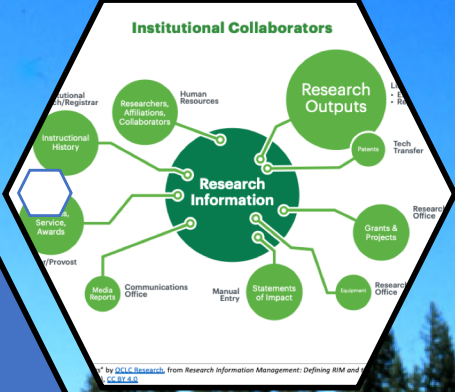 Institutional Collaborators
Human
Resources
Researchers,
Affiliations,
Collaborators
Research
Outputs
Instructional
History
Patents
Tech
Transfer
Research
Information
Service,
Awards
Grants &
Projects
Office
Media
Reports
Communications
Office
Manual
Entry
Statements
of Impact
Equipment
Office
by OCLC Research, from Research Information Management: Defining RIM and
CC BY 4.0